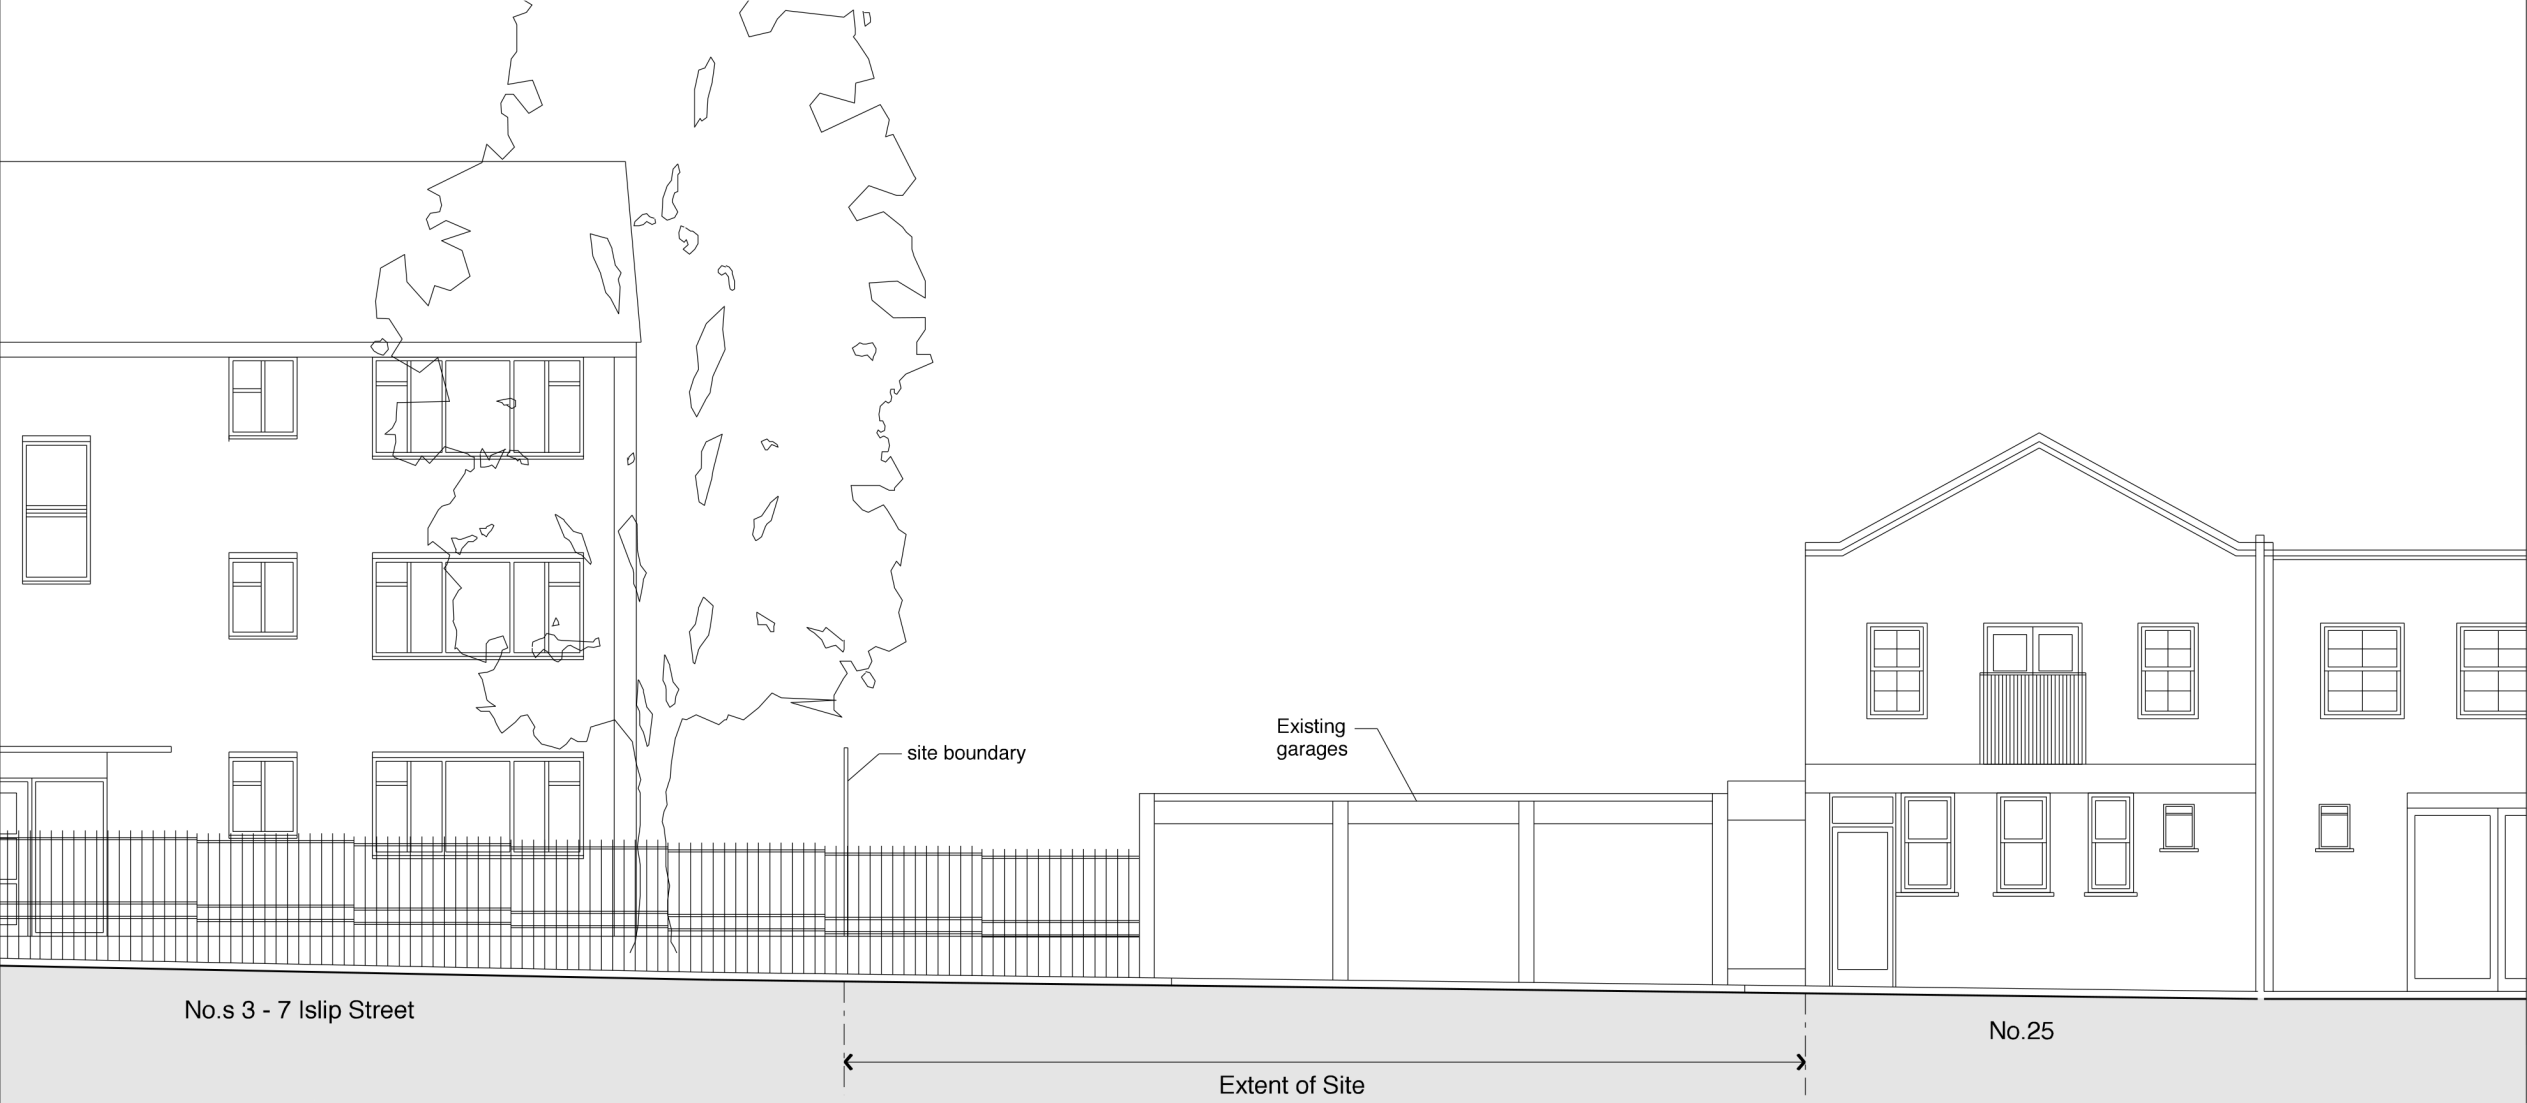 Existing
garages
site boundary
No.s 3 - 7 Islip Street
No.25
Extent of Site